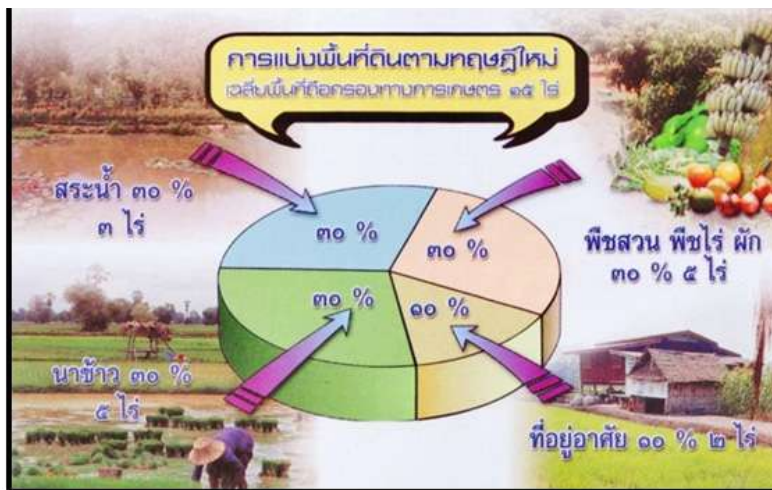 การแบ่งพื้นที่ดินตามทฤษฎีใหม่
เฉลี่ยพื้นที่ถือครองทางการเกษตร ๑๕ ไร่
สระน้ำ ๓๐ %
๓ ไร่
๓๐ %
๓๐ %
พืชสวน พืชไร่ ผัก
๓๐ % ๕ ไร่
๓๐ %
๑๐ %
นาข้าว ๓๐ %
๕ ไร่
ที่อยู่อาศัย ๑๐ % ๒ ไร่